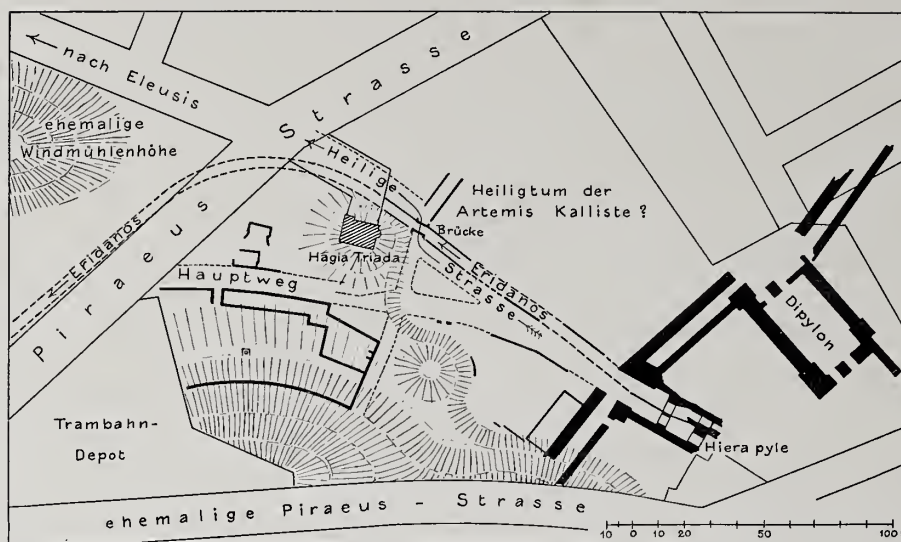 nach Eleusis
ehemalige
Windmühlenhöhe
Piraeus Strasse
Heilige
Strasse
Heiligtum der
Artemis Kalliste?
Brücke
Eridanos
Eridanos
Hagia Triada
Hauptweg
Dipylon
Hiera pyle
Trambahn-
Depot
ehemalige Piraeus - Strasse
10 0 10 20 50 100